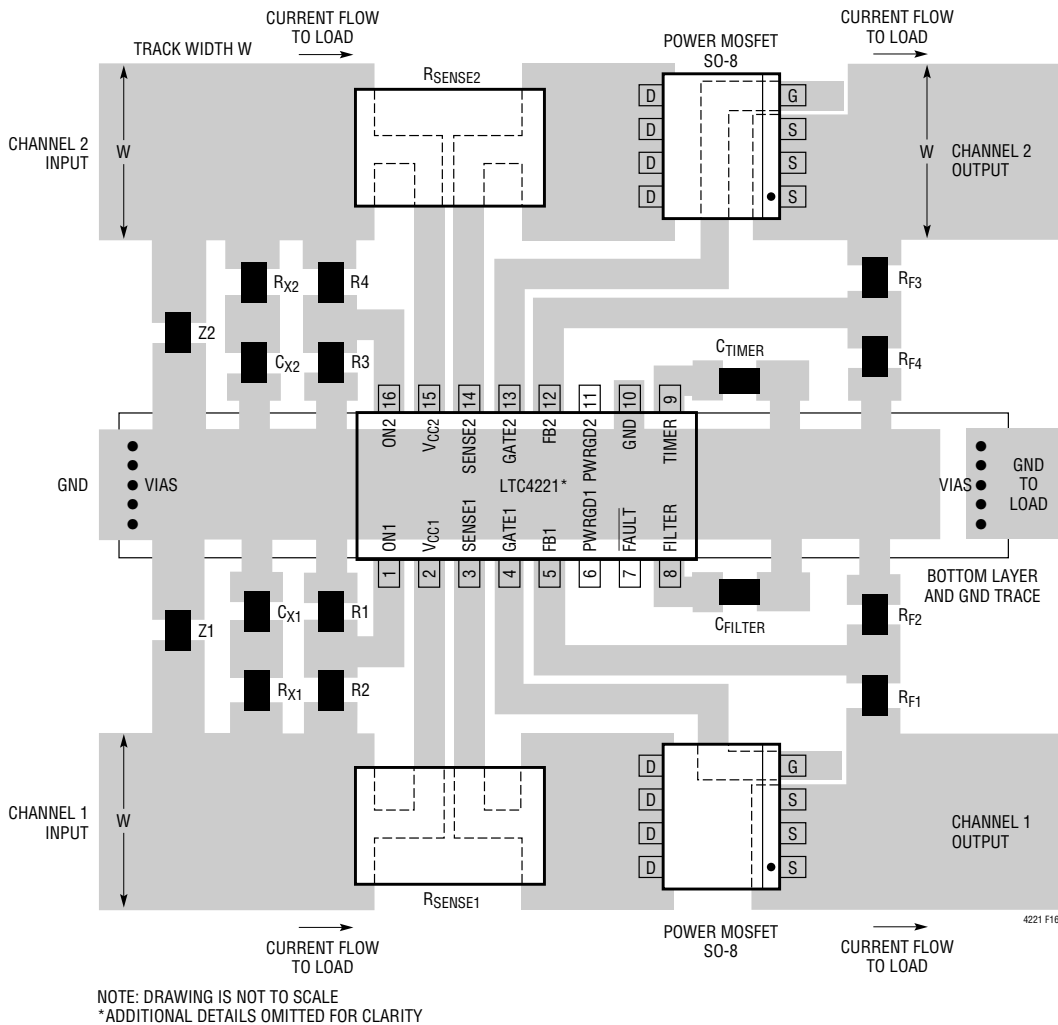 CURRENT FLOW
TO LOAD
CURRENT FLOW
TO LOAD
TRACK WIDTH W
POWER MOSFET
SO-8
RSENSE2
D
D
D
D
G
S
S
S
CHANNEL 2
INPUT
W
W
CHANNEL 2
OUTPUT
RX2
R4
RF3
Z2
CX2
R3
CTIMER
RF4
16
15
14
13
12
11
10
9
ON2
VCC2
SENSE2
GATE2
FB2
PWRGD2
GND
TIMER
GND
VIAS
LTC4221*
VIAS
GND
TO
LOAD
ON1
VCC1
SENSE1
GATE1
FB1
PWRGD1
FAULT
FILTER
1
2
3
4
5
6
7
8
BOTTOM LAYER
AND GND TRACE
Z1
CX1
R1
CFILTER
RF2
RX1
R2
RF1
D
D
D
D
G
S
S
S
CHANNEL 1
INPUT
W
CHANNEL 1
OUTPUT
RSENSE1
4221 F16
CURRENT FLOW
TO LOAD
POWER MOSFET
SO-8
CURRENT FLOW
TO LOAD
NOTE: DRAWING IS NOT TO SCALE
*ADDITIONAL DETAILS OMITTED FOR CLARITY